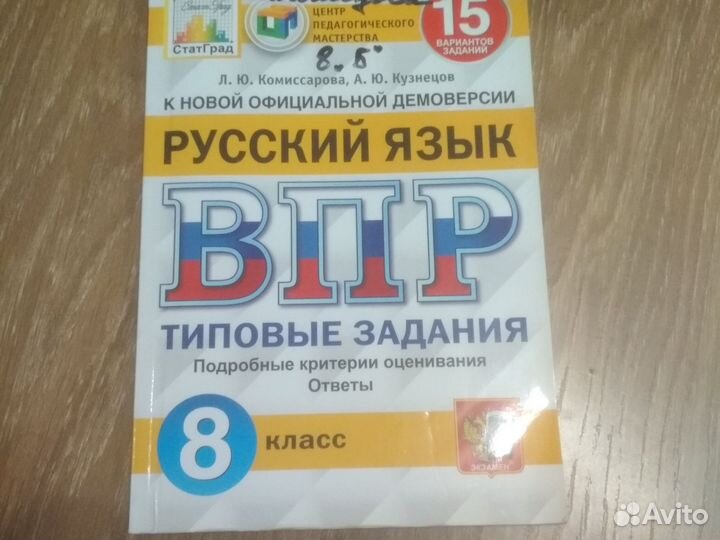 СтатГрад
ЦЕНТР
ПЕДАГОГИЧЕСКОГО
МАСТЕРСТВА
15
ВАРИАНТОВ
ЗАДАНИЙ
8. Б
Л. Ю. Комиссарова, А. Ю. Кузнецов
К НОВОЙ ОФИЦИАЛЬНОЙ ДЕМОВЕРСИИ
РУССКИЙ ЯЗЫК
ВПР
ТИПОВЫЕ ЗАДАНИЯ
Подробные критерии оценивания
Ответы
8 класс
ЭКЗАМЕН
Avito